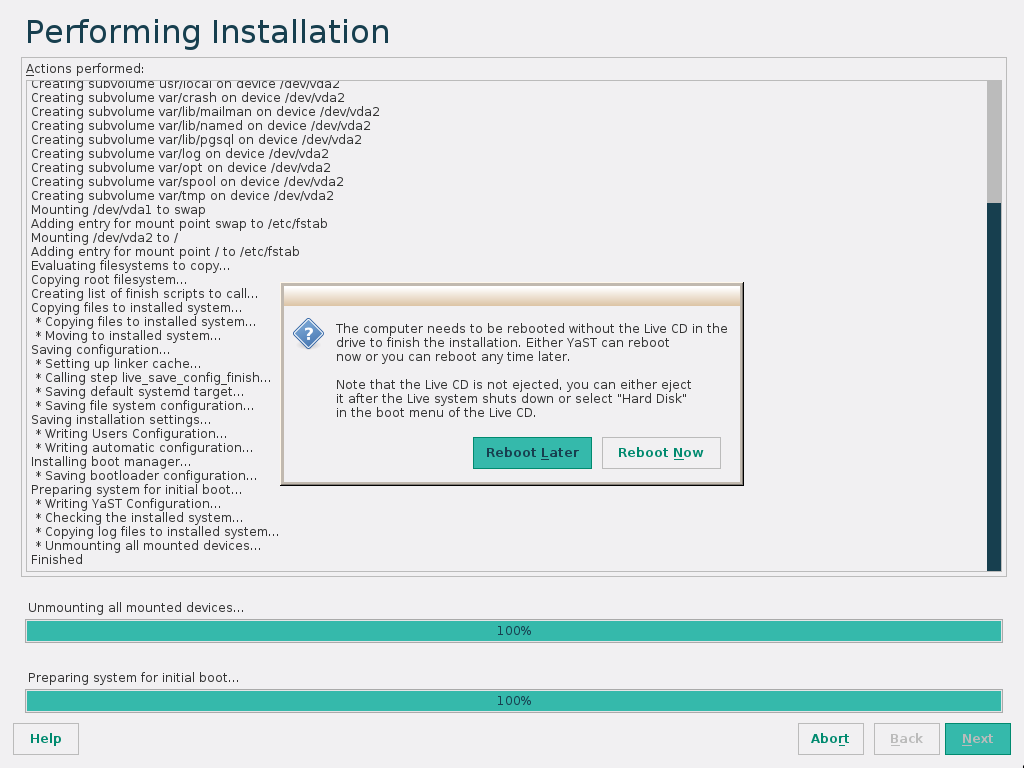 Performing Installation
Actions performed:
Creating subvolume usr/local on device /dev/vda2
Creating subvolume var/crash on device /dev/vda2
Creating subvolume var/lib/mailman on device /dev/vda2
Creating subvolume var/lib/named on device /dev/vda2
Creating subvolume var/lib/pgsql on device /dev/vda2
Creating subvolume var/log on device /dev/vda2
Creating subvolume var/opt on device /dev/vda2
Creating subvolume var/spool on device /dev/vda2
Creating subvolume var/tmp on device /dev/vda2
Mounting /dev/vda1 to swap
Adding entry for mount point swap to /etc/fstab
Mounting /dev/vda2 to /
Adding entry for mount point / to /etc/fstab
Evaluating filesystems to copy...
Copying root filesystem...
Creating list of finish scripts to call...
Copying files to installed system...
* Copying files to installed system...
* Moving to installed system...
Saving configuration...
* Setting up linker cache...
* Calling step live_save_config_finish...
* Saving default systemd target...
* Saving file system configuration...
Saving installation settings...
* Writing Users Configuration...
* Writing automatic configuration...
Installing boot manager...
* Saving bootloader configuration...
Preparing system for initial boot...
* Writing YaST Configuration...
* Checking the installed system...
* Copying log files to installed system...
* Unmounting all mounted devices...
Finished
?
The computer needs to be rebooted without the Live CD in the
drive to finish the installation. Either YaST can reboot
now or you can reboot any time later.
Note that the Live CD is not ejected, you can either eject
it after the Live system shuts down or select "Hard Disk"
in the boot menu of the Live CD.
Reboot Later Reboot Now
Unmounting all mounted devices...
100%
Preparing system for initial boot...
100%
Help Abort Back Next